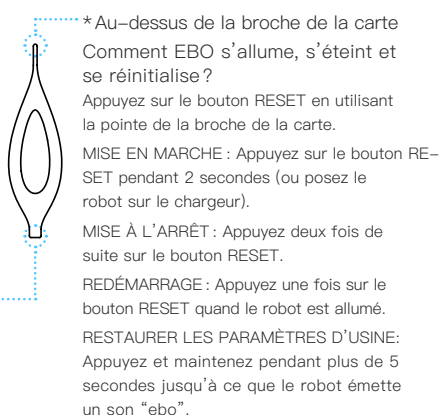 *Au-dessus de la broche de la carte
Comment EBO s’allume, s’éteint et
se réinitialise ?
Appuyez sur le bouton RESET en utilisant
la pointe de la broche de la carte.
MISE EN MARCHE : Appuyez sur le bouton RE-
SET pendant 2 secondes (ou posez le
robot sur le chargeur).
MISE À L’ARRÊT : Appuyez deux fois de
suite sur le bouton RESET.
REDÉMARRAGE : Appuyez une fois sur le
bouton RESET quand le robot est allumé.
RESTAURER LES PARAMÈTRES D’USINE:
Appuyez et maintenez pendant plus de 5
secondes jusqu’à ce que le robot émette
un son “ebo”.